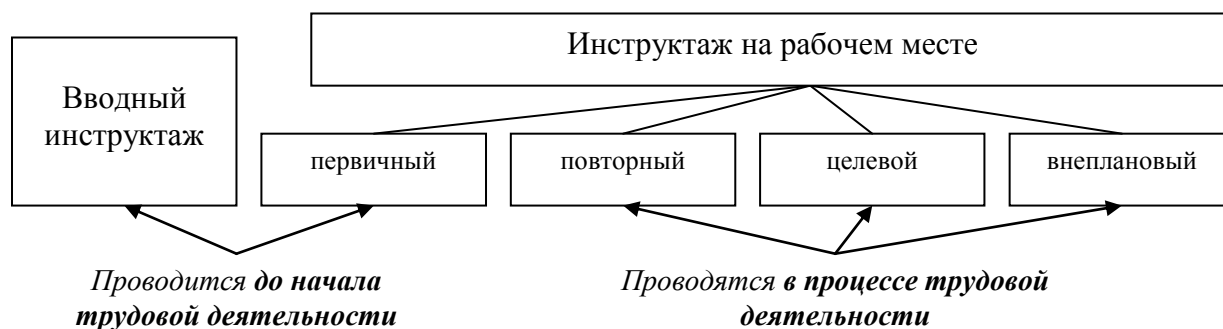 Инструктаж на рабочем месте
Вводный
инструктаж
первичный
повторный
целевой
внеплановый
Проводится до начала
трудовой деятельности
Проводятся в процессе трудовой
деятельности